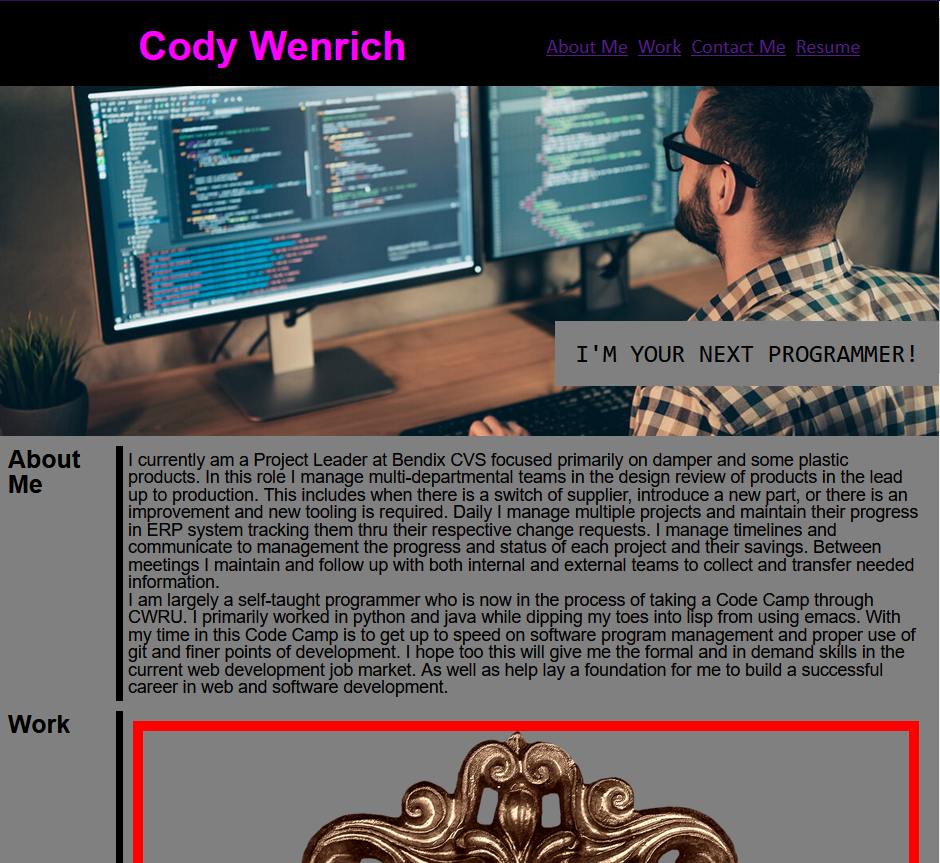 Cody Wenrich
About Me Work Contact Me Resume
I'M YOUR NEXT PROGRAMMER!
About
Me
I currently am a Project Leader at Bendix CVS focused primarily on damper and some plastic
products. In this role I manage multi-departmental teams in the design review of products in the lead
up to production. This includes when there is a switch of supplier, introduce a new part, or there is an
improvement and new tooling is required. Daily I manage multiple projects and maintain their progress
in ERP system tracking them thru their respective change requests. I manage timelines and
communicate to management the progress and status of each project and their savings. Between
meetings I maintain and follow up with both internal and external teams to collect and transfer needed
information.
I am largely a self-taught programmer who is now in the process of taking a Code Camp through
CWRU. I primarily worked in python and java while dipping my toes into lisp from using emacs. With
my time in this Code Camp is to get up to speed on software program management and proper use of
git and finer points of development. I hope too this will give me the formal and in demand skills in the
current web development job market. As well as help lay a foundation for me to build a successful
career in web and software development.
Work